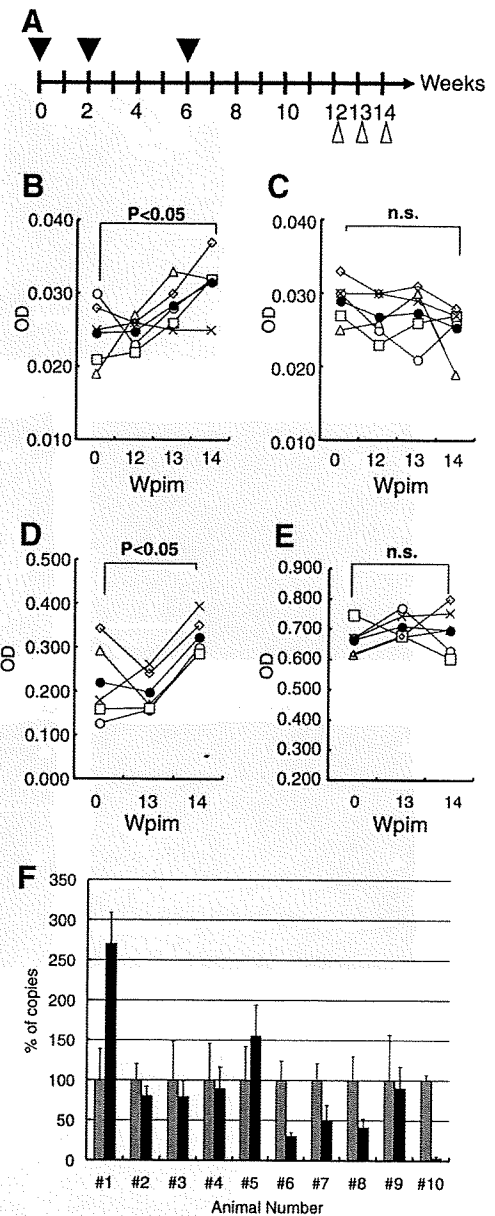 A
Weeks
0 2 4 6 8 10 12 13 14
B
P<0.05
0.040
0.030
0.020
0.010
OD
0 12 13 14
Wpim
C
n.s.
0.040
0.030
0.020
0.010
OD
0 12 13 14
Wpim
D
P<0.05
0.500
0.400
0.300
0.200
0.100
0.000
OD
0 13 14
Wpim
E
n.s.
0.900
0.800
0.700
0.600
0.500
0.400
0.300
0.200
OD
0 13 14
Wpim
F
350
300
250
200
150
100
50
0
% of copies
#1 #2 #3 #4 #5 #6 #7 #8 #9 #10
Animal Number